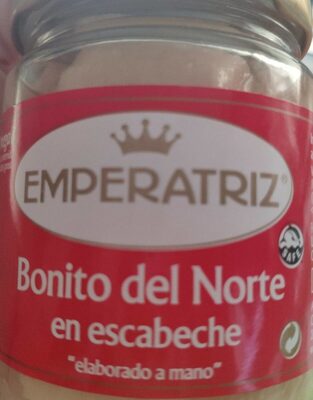 EMPERATRIZ®
Bonito del Norte
en escabeche
"elaborado a mano"